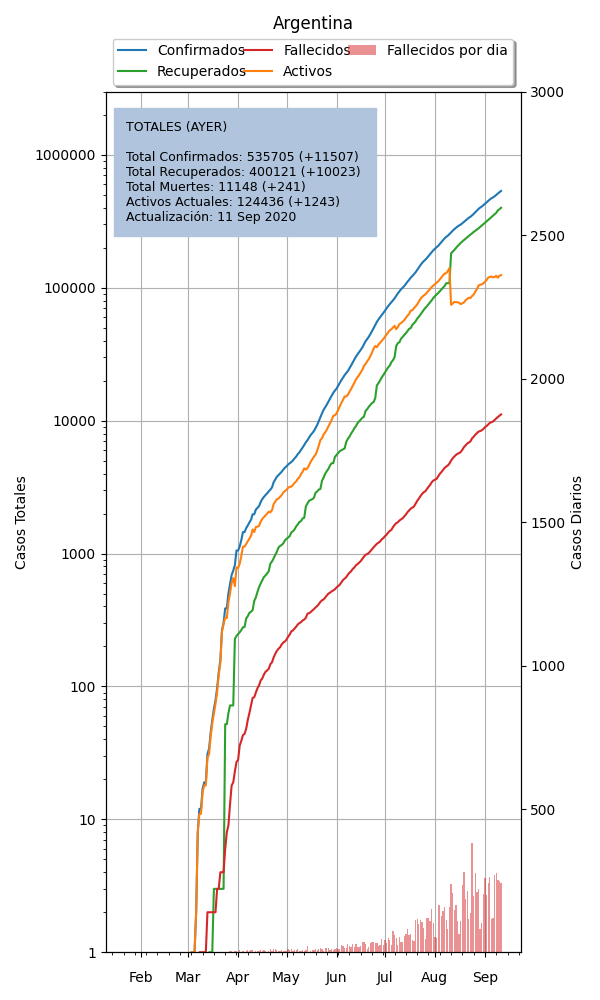 Argentina
Confirmados Fallecidos Fallecidos por dia
Recuperados Activos
TOTALES (AYER)
Total Confirmados: 535705 (+11507)
Total Recuperados: 400121 (+10023)
Total Muertes: 11148 (+241)
Activos Actuales: 124436 (+1243)
Actualización: 11 Sep 2020
1000000
100000
10000
1000
100
10
1
Casos Totales
3000
2500
2000
1500
1000
500
Casos Diarios
Feb Mar Apr May Jun Jul Aug Sep